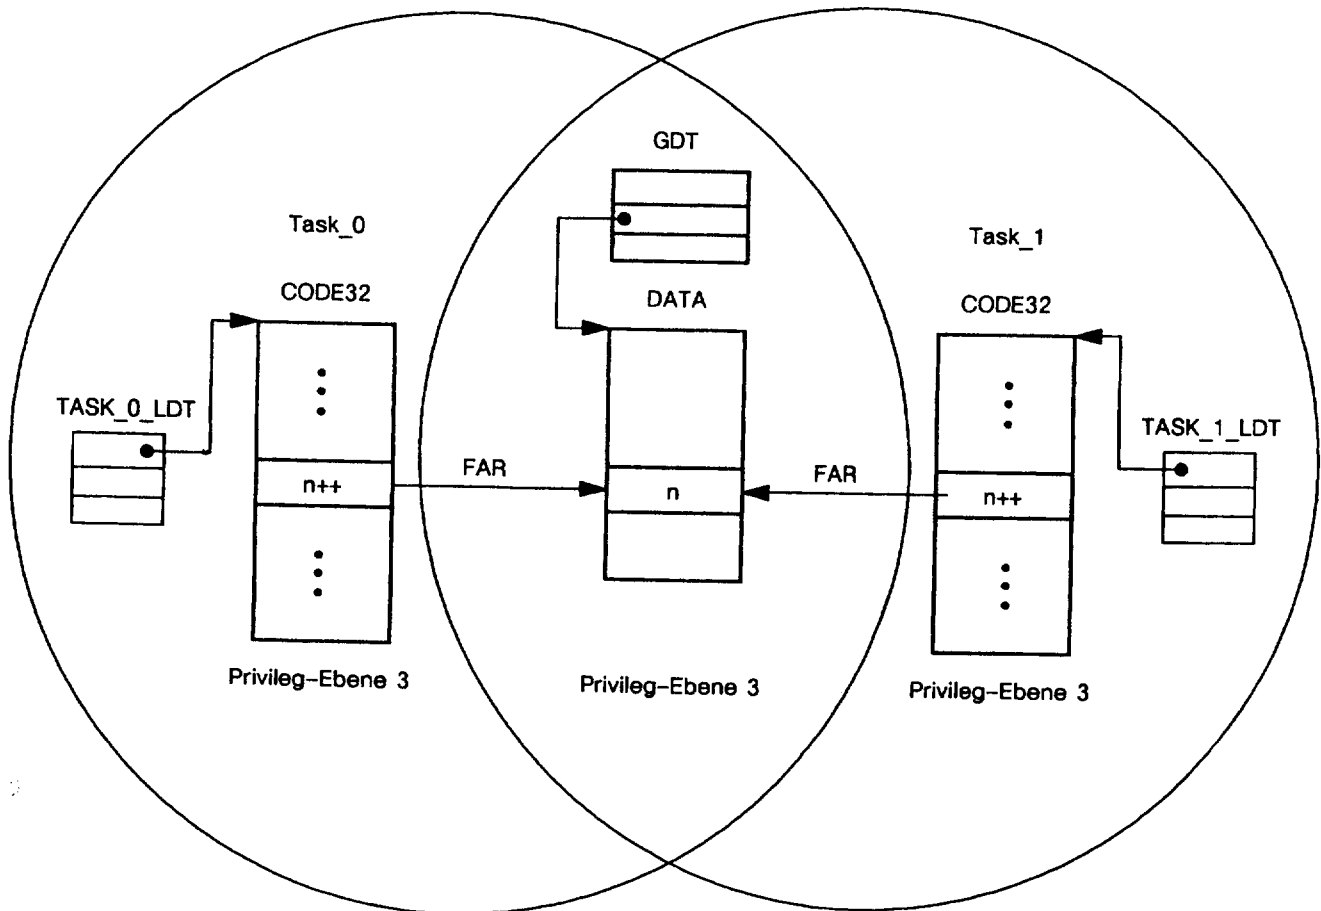 GDT
Task_0
Task_1
CODE32
DATA
CODE32
TASK_0_LDT
TASK_1_LDT
FAR
FAR
n++
n
n++
Privileg-Ebene 3
Privileg-Ebene 3
Privileg-Ebene 3